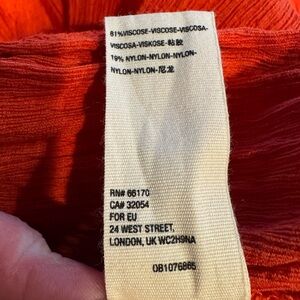 81%VISCOSE-VISCOSE-VISCOSA-
VISCOSA-VISKOSE-粘胶
19% NYLON-NYLON-NYLON-
NYLON-NYLON-尼龙
RN# 66170
CA# 32054
FOR EU
24 WEST STREET,
LONDON, UK WC2H9NA
OB1076865